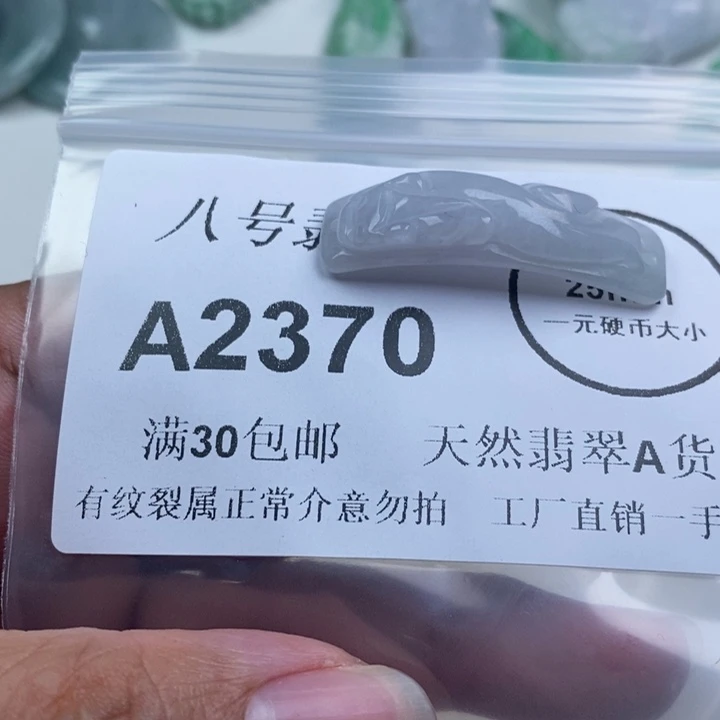 八号翡
A2370
一元硬币大小
满30包邮 天然翡翠A货
有纹裂属正常介意勿拍 工厂直销一手